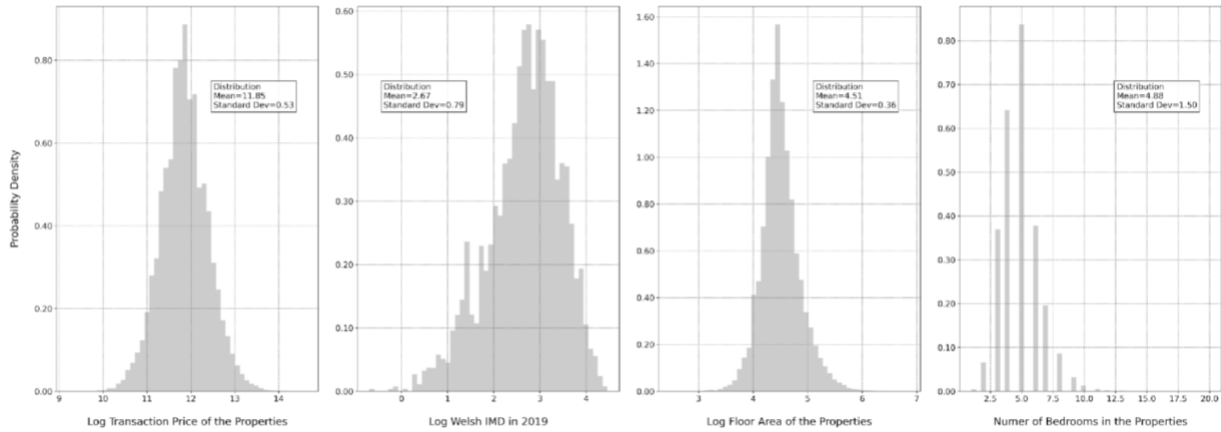 Probability Density
0.80
0.60
0.40
0.20
0.00
9 10 11 12 13 14
Log Transaction Price of the Properties
Distribution
Mean=11.85
Standard Dev=0.53
0.60
0.50
0.40
0.30
0.20
0.10
0.00
0 1 2 3 4
Log Welsh IMD in 2019
Distribution
Mean=2.67
Standard Dev=0.79
1.60
1.40
1.20
1.00
0.80
0.60
0.40
0.20
0.00
3 4 5 6 7
Log Floor Area of the Properties
Distribution
Mean=4.51
Standard Dev=0.36
0.80
0.70
0.60
0.50
0.40
0.30
0.20
0.10
0.00
2.5 5.0 7.5 10.0 12.5 15.0 17.5 20.0
Numer of Bedrooms in the Properties
Distribution
Mean=4.88
Standard Dev=1.50